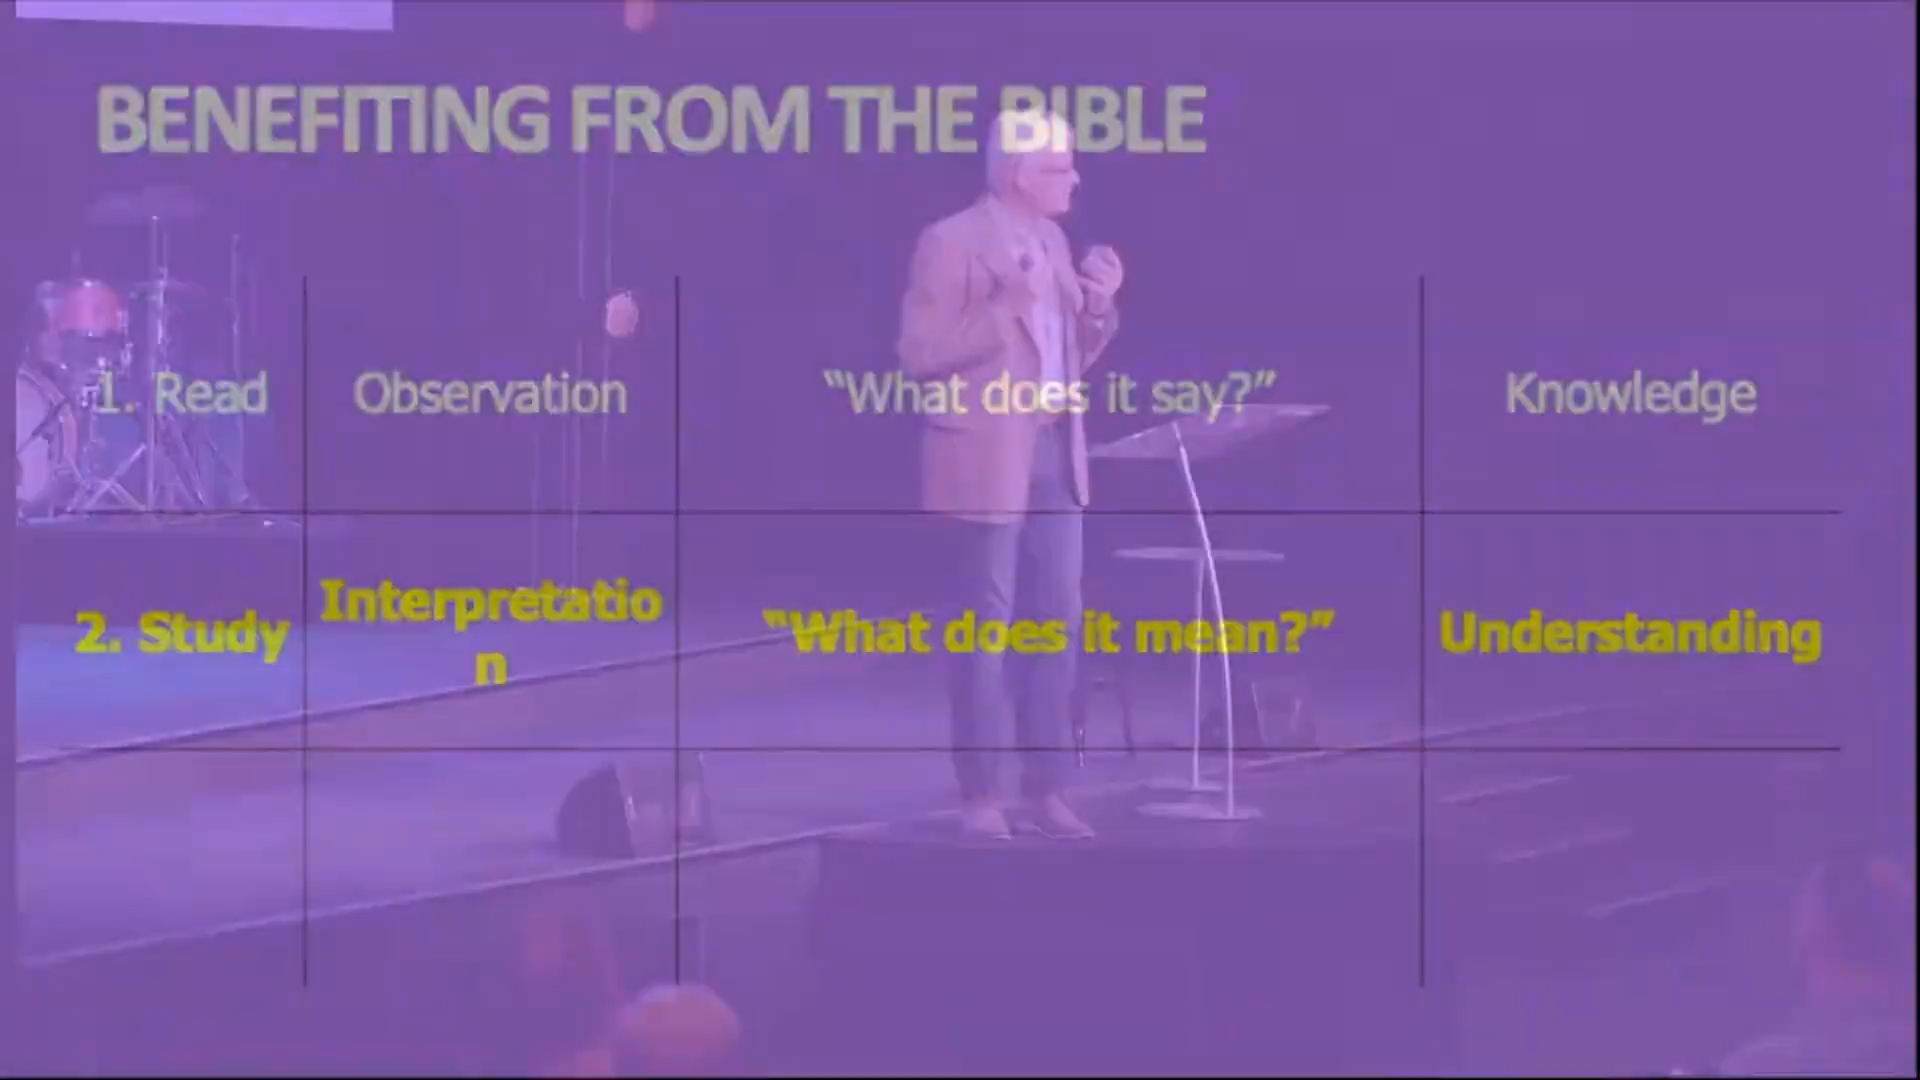 BENEFITING FROM THE BIBLE
1. Read
Observation
“What does it say?”
Knowledge
2. Study
Interpretatio
n
“What does it mean?”
Understanding